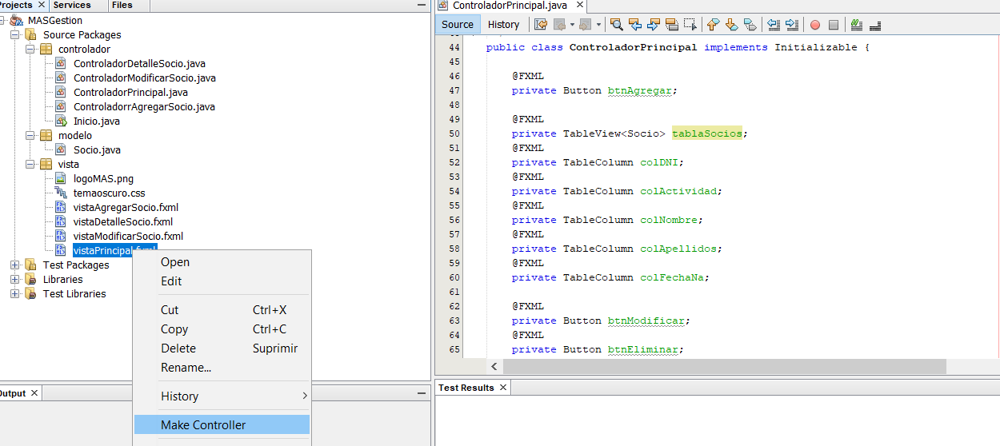 Projects Services Files
MASGestion
Source Packages
controlador
ControladorDetalleSocio.java
ControladorModificarSocio.java
ControladorPrincipal.java
ControladorrAgregarSocio.java
Inicio.java
modelo
Socio.java
vista
logoMAS.png
temaoscuro.css
vistaAgregarSocio.fxml
vistaDetalleSocio.fxml
vistaModificarSocio.fxml
vistaPrincipal.fxml
Test Packages
Libraries
Test Libraries
Open
Edit
Cut Ctrl+X
Copy Ctrl+C
Delete Suprimir
Rename...
History
Make Controller
Output
ControladorPrincipal.java
Source History
44 public class ControladorPrincipal implements Initializable {
45
46 @FXML
47 private Button btnAgregar;
48
49 @FXML
50 private TableView<Socio> tablaSocios;
51 @FXML
52 private TableColumn colDNI;
53 @FXML
54 private TableColumn colActividad;
55 @FXML
56 private TableColumn colNombre;
57 @FXML
58 private TableColumn colApellidos;
59 @FXML
60 private TableColumn colFechaNa;
61
62 @FXML
63 private Button btnModificar;
64 @FXML
65 private Button btnEliminar;
Test Results